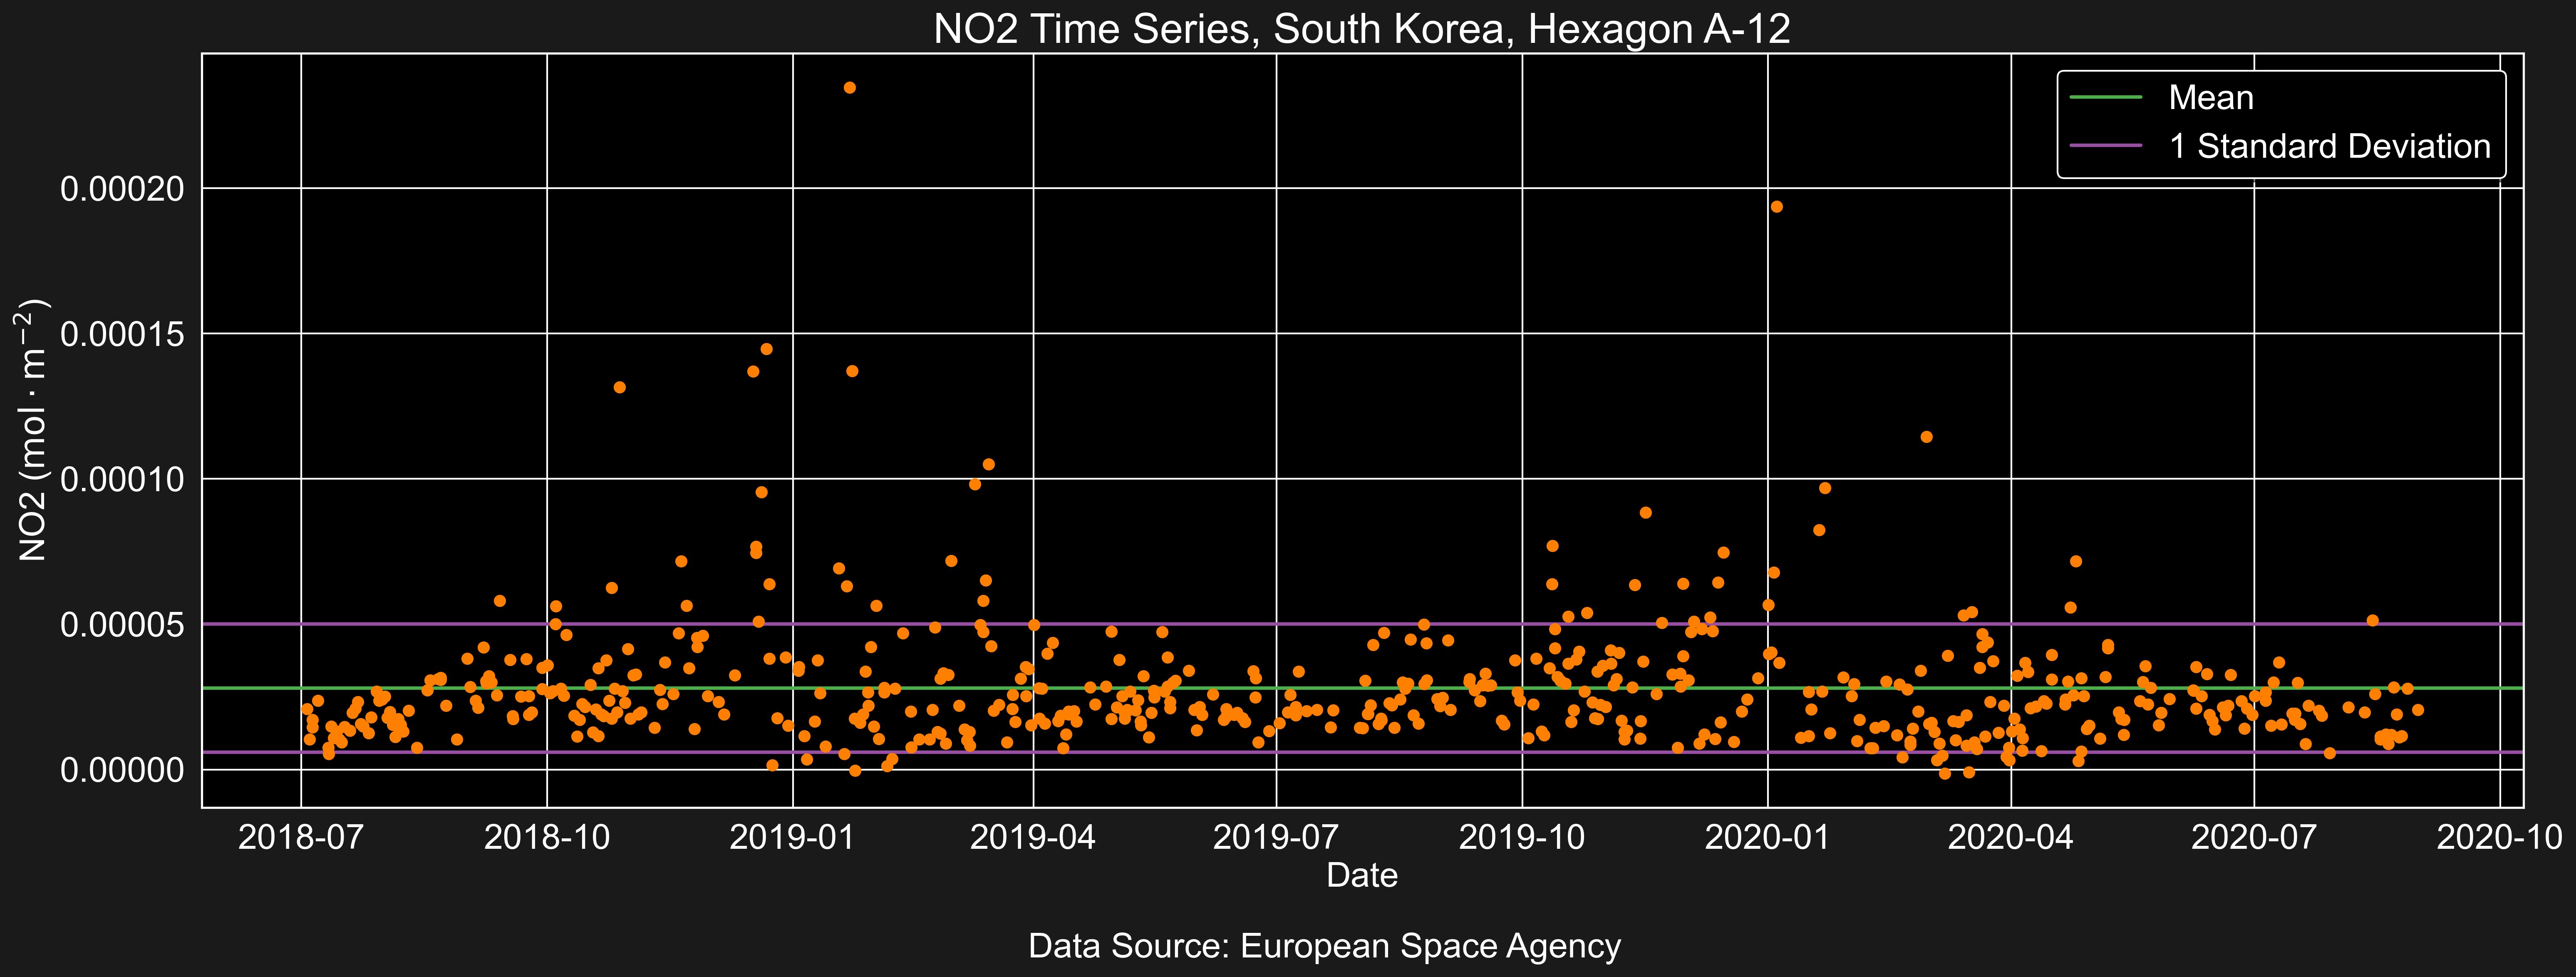 NO2 Time Series, South Korea, Hexagon A-12
Mean
1 Standard Deviation
NO2 (mol · m⁻²)
0.00020
0.00015
0.00010
0.00005
0.00000
2018-07 2018-10 2019-01 2019-04 2019-07 2019-10 2020-01 2020-04 2020-07 2020-10
Date
Data Source: European Space Agency